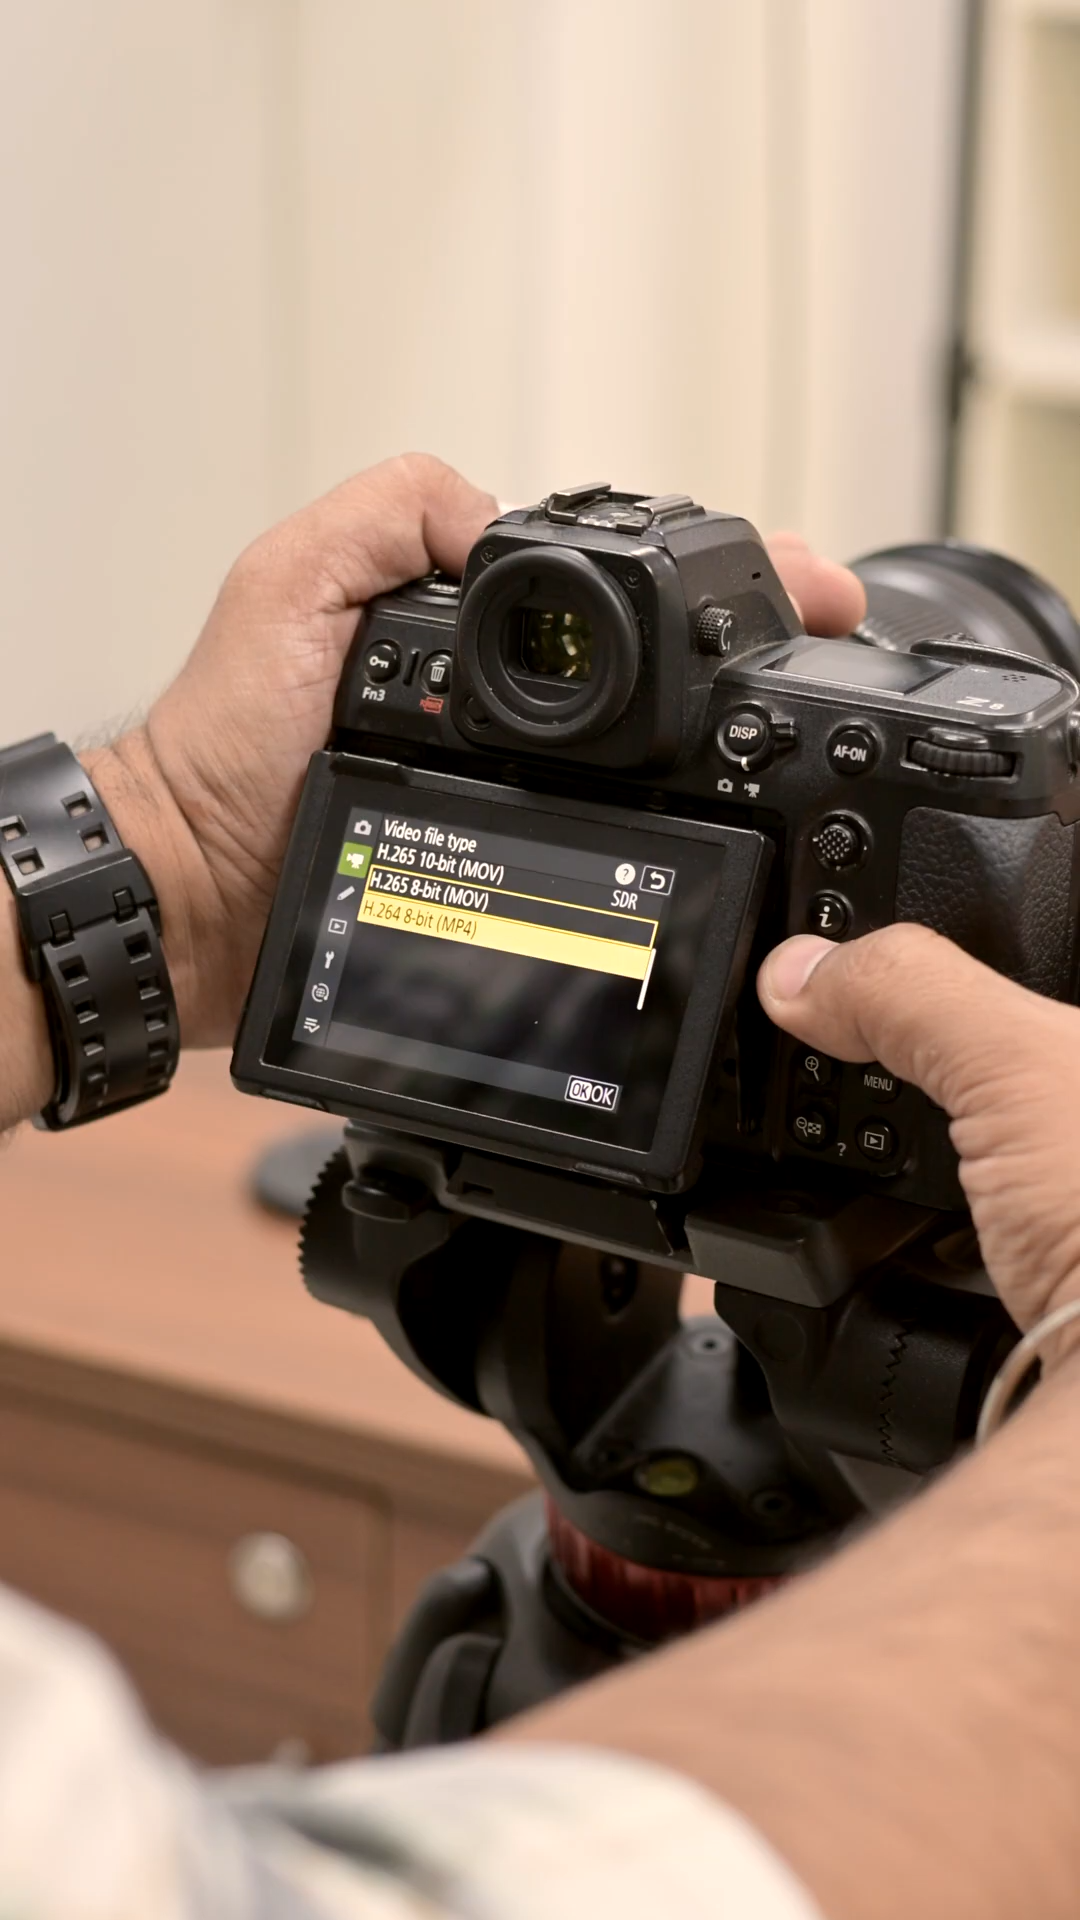 Fn3
DISP
AF-ON
Z 8
i
Video file type
H.265 10-bit (MOV)
H.265 8-bit (MOV)
SDR
H.264 8-bit (MP4)
?
OK OK
MENU
?